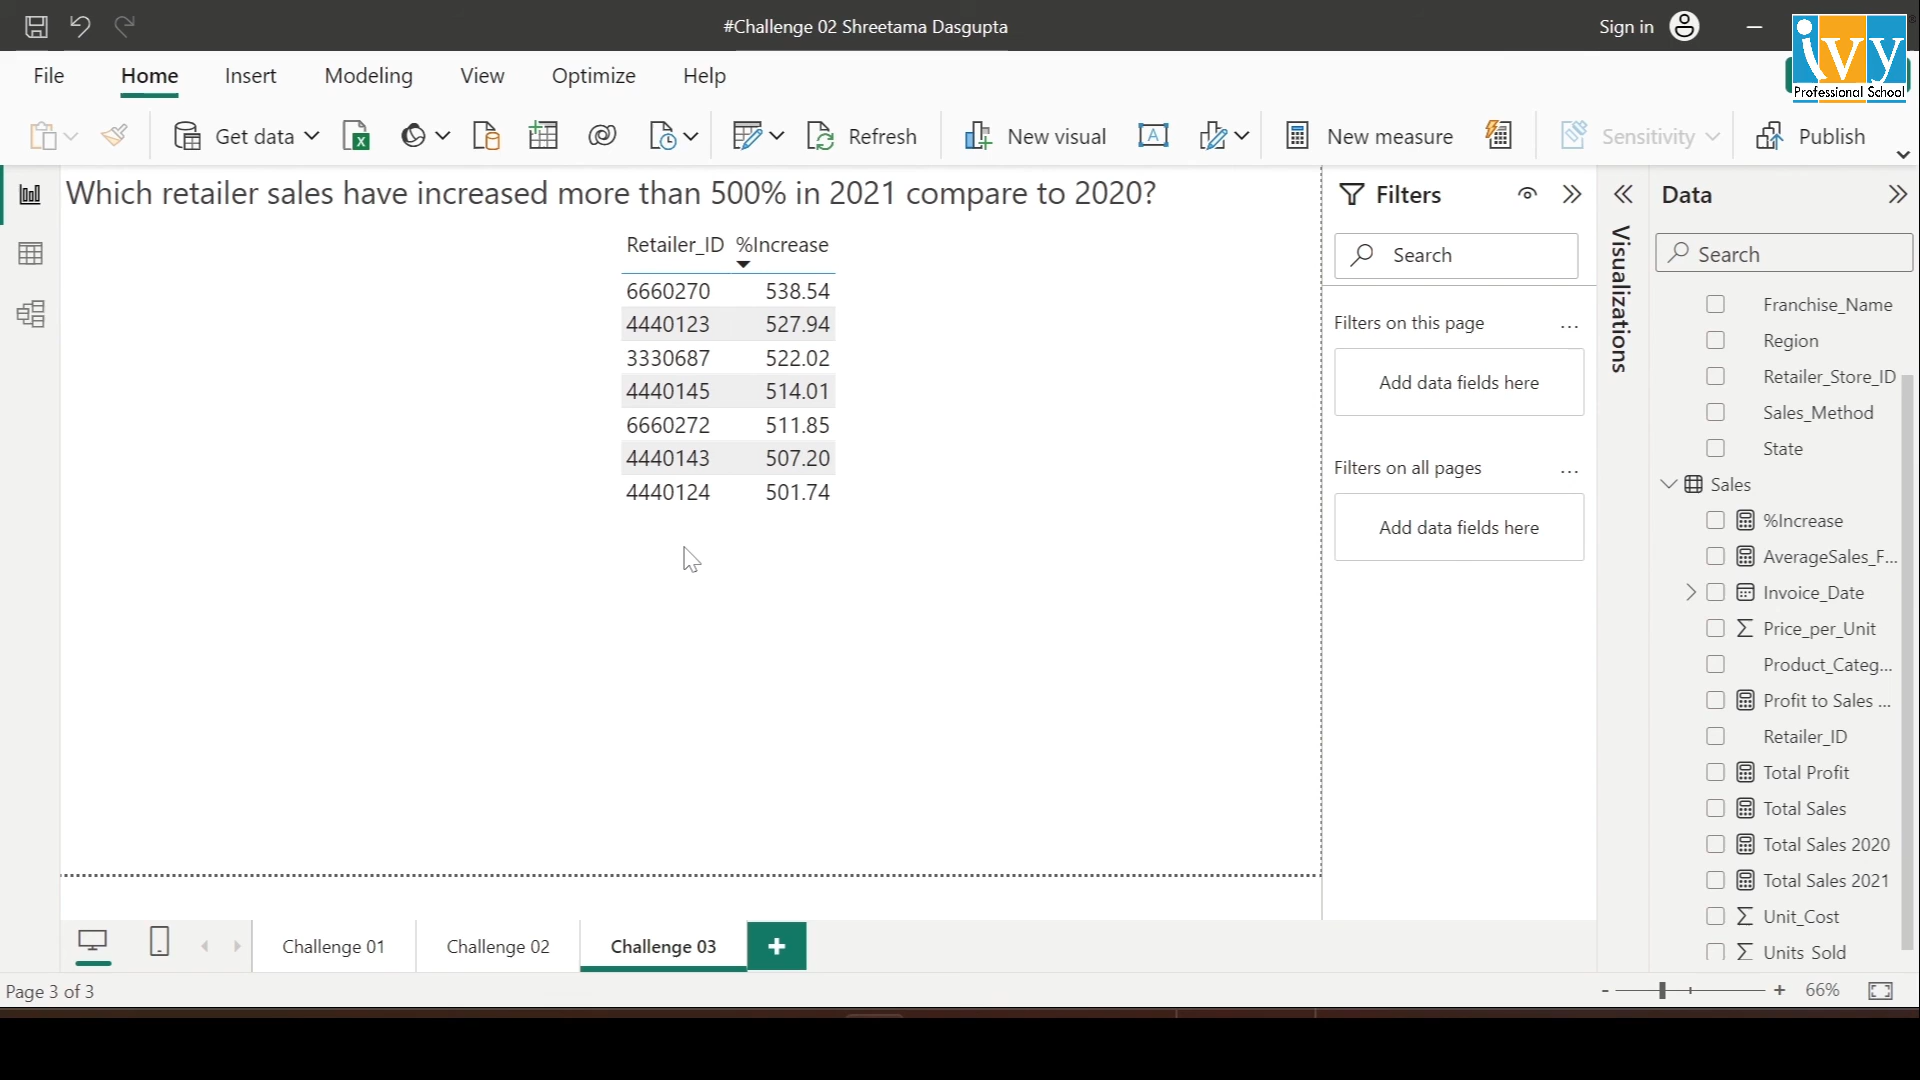 #Challenge 02 Shreetama Dasgupta
Sign in
ivy
Professional School
File Home Insert Modeling View Optimize Help
Get data Refresh New visual New measure Sensitivity Publish
Which retailer sales have increased more than 500% in 2021 compare to 2020?
Retailer_ID %Increase
6660270 538.54
4440123 527.94
3330687 522.02
4440145 514.01
6660272 511.85
4440143 507.20
4440124 501.74
Filters
Search
Filters on this page ...
Add data fields here
Filters on all pages ...
Add data fields here
Visualizations
Data
Search
Franchise_Name
Region
Retailer_Store_ID
Sales_Method
State
Sales
%Increase
AverageSales_F...
Invoice_Date
Price_per_Unit
Product_Categ...
Profit to Sales ...
Retailer_ID
Total Profit
Total Sales
Total Sales 2020
Total Sales 2021
Unit_Cost
Units Sold
Challenge 01 Challenge 02 Challenge 03 +
Page 3 of 3
- + 66%